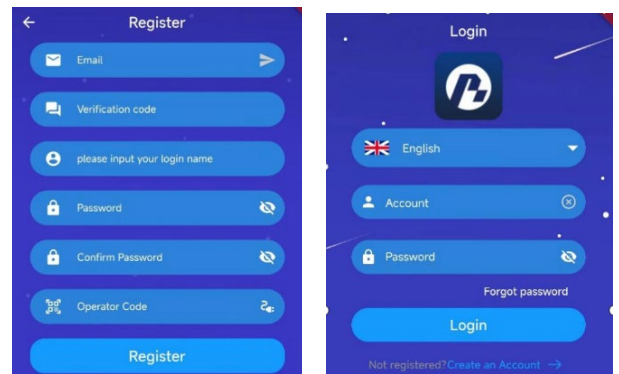 Register
Email
Verification code
please input your login name
Password
Confirm Password
Operator Code
Register
Login
English
Account
Password
Forgot password
Login
Not registered?Create an Account